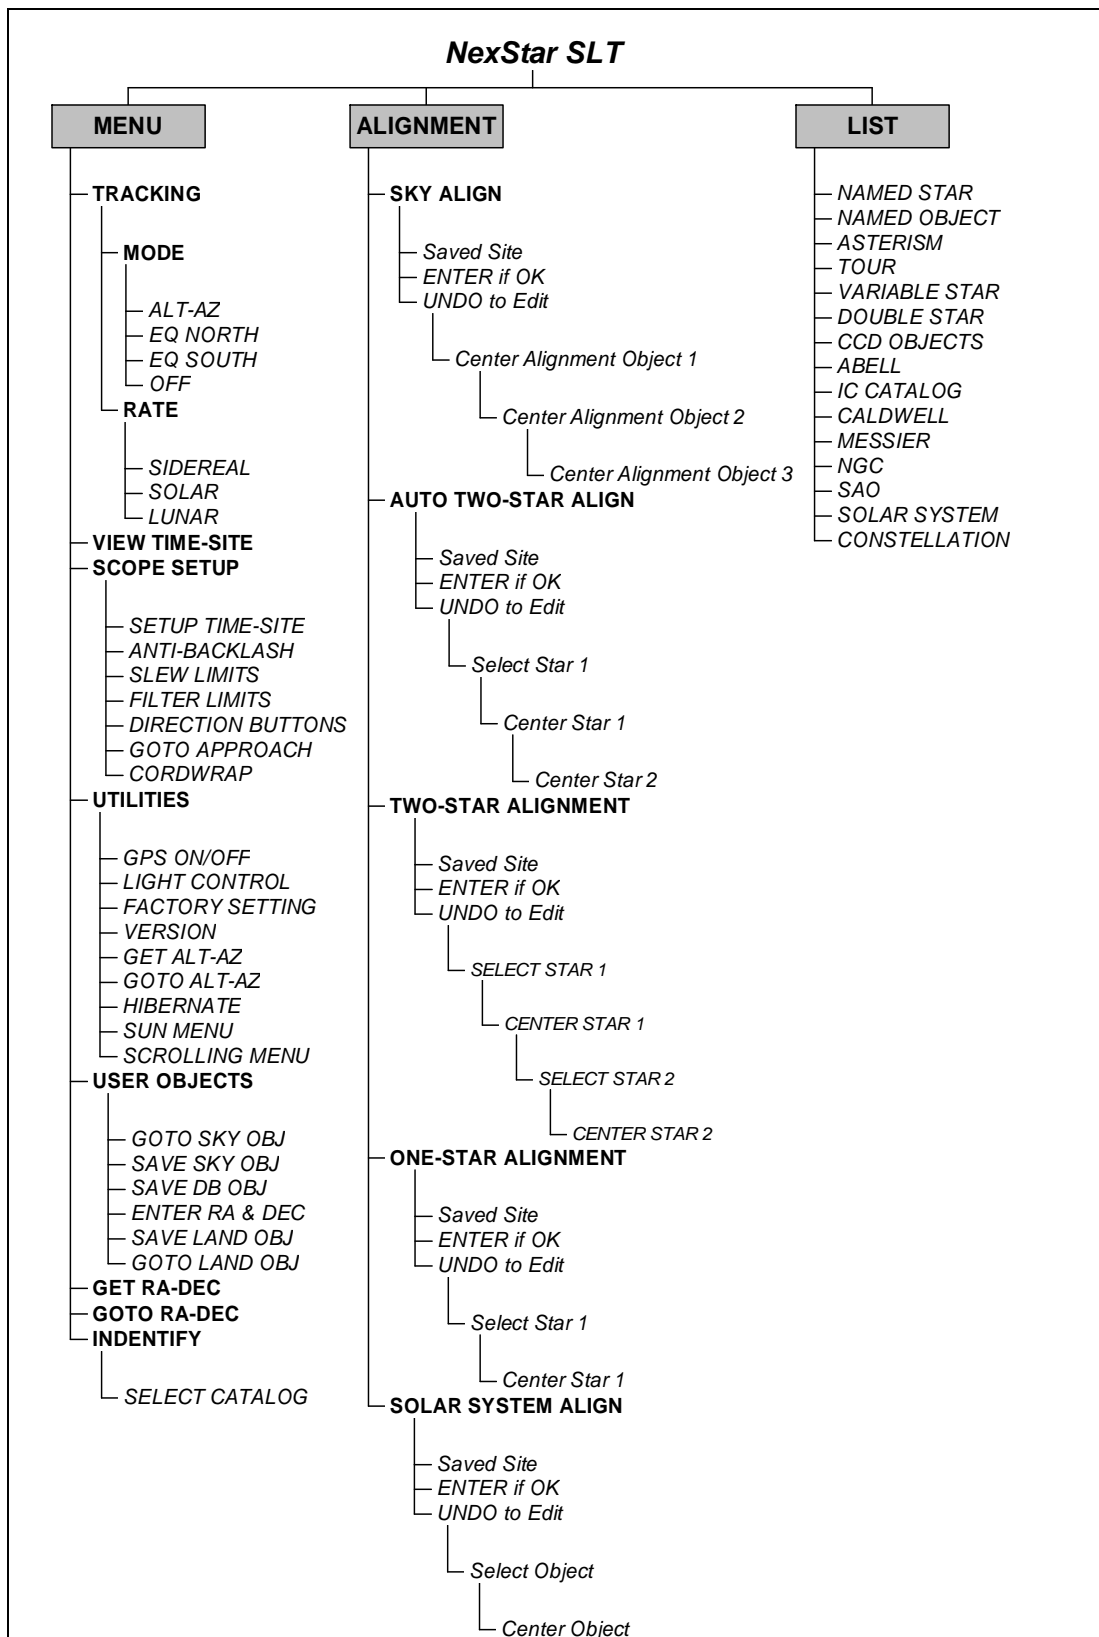 NexStar SLT
MENU
TRACKING
MODE
ALT-AZ
EQ NORTH
EQ SOUTH
OFF
RATE
SIDEREAL
SOLAR
LUNAR
VIEW TIME-SITE
SCOPE SETUP
SETUP TIME-SITE
ANTI-BACKLASH
SLEW LIMITS
FILTER LIMITS
DIRECTION BUTTONS
GOTO APPROACH
CORDWRAP
UTILITIES
GPS ON/OFF
LIGHT CONTROL
FACTORY SETTING
VERSION
GET ALT-AZ
GOTO ALT-AZ
HIBERNATE
SUN MENU
SCROLLING MENU
USER OBJECTS
GOTO SKY OBJ
SAVE SKY OBJ
SAVE DB OBJ
ENTER RA & DEC
SAVE LAND OBJ
GOTO LAND OBJ
GET RA-DEC
GOTO RA-DEC
INDENTIFY
SELECT CATALOG
ALIGNMENT
SKY ALIGN
Saved Site
ENTER if OK
UNDO to Edit
Center Alignment Object 1
Center Alignment Object 2
Center Alignment Object 3
AUTO TWO-STAR ALIGN
Saved Site
ENTER if OK
UNDO to Edit
Select Star 1
Center Star 1
Center Star 2
TWO-STAR ALIGNMENT
Saved Site
ENTER if OK
UNDO to Edit
SELECT STAR 1
CENTER STAR 1
SELECT STAR 2
CENTER STAR 2
ONE-STAR ALIGNMENT
Saved Site
ENTER if OK
UNDO to Edit
Select Star 1
Center Star 1
SOLAR SYSTEM ALIGN
Saved Site
ENTER if OK
UNDO to Edit
Select Object
Center Object
LIST
NAMED STAR
NAMED OBJECT
ASTERISM
TOUR
VARIABLE STAR
DOUBLE STAR
CCD OBJECTS
ABELL
IC CATALOG
CALDWELL
MESSIER
NGC
SAO
SOLAR SYSTEM
CONSTELLATION